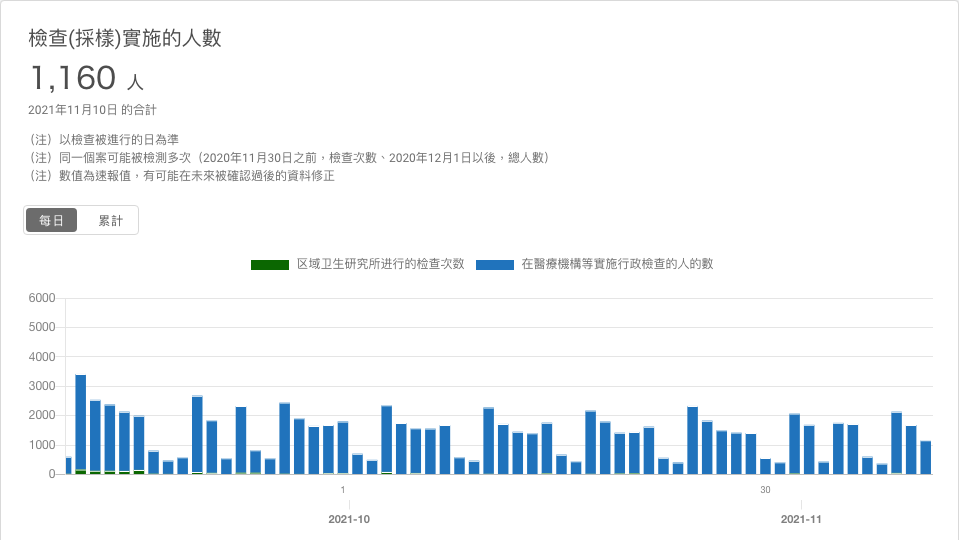 檢查(採樣)實施的人數
1,160 人
2021年11月10日 的合計
（注）以檢查被進行的日為準
（注）同一個案可能被檢測多次（2020年11月30日之前，檢查次數、2020年12月1日以後，總人數）
（注）數值為速報值，有可能在未來被確認過後的資料修正
每日 累計
区域卫生研究所进行的检查次数 在醫療機構等實施行政檢查的人的數
6000
5000
4000
3000
2000
1000
0
1 30
2021-10 2021-11